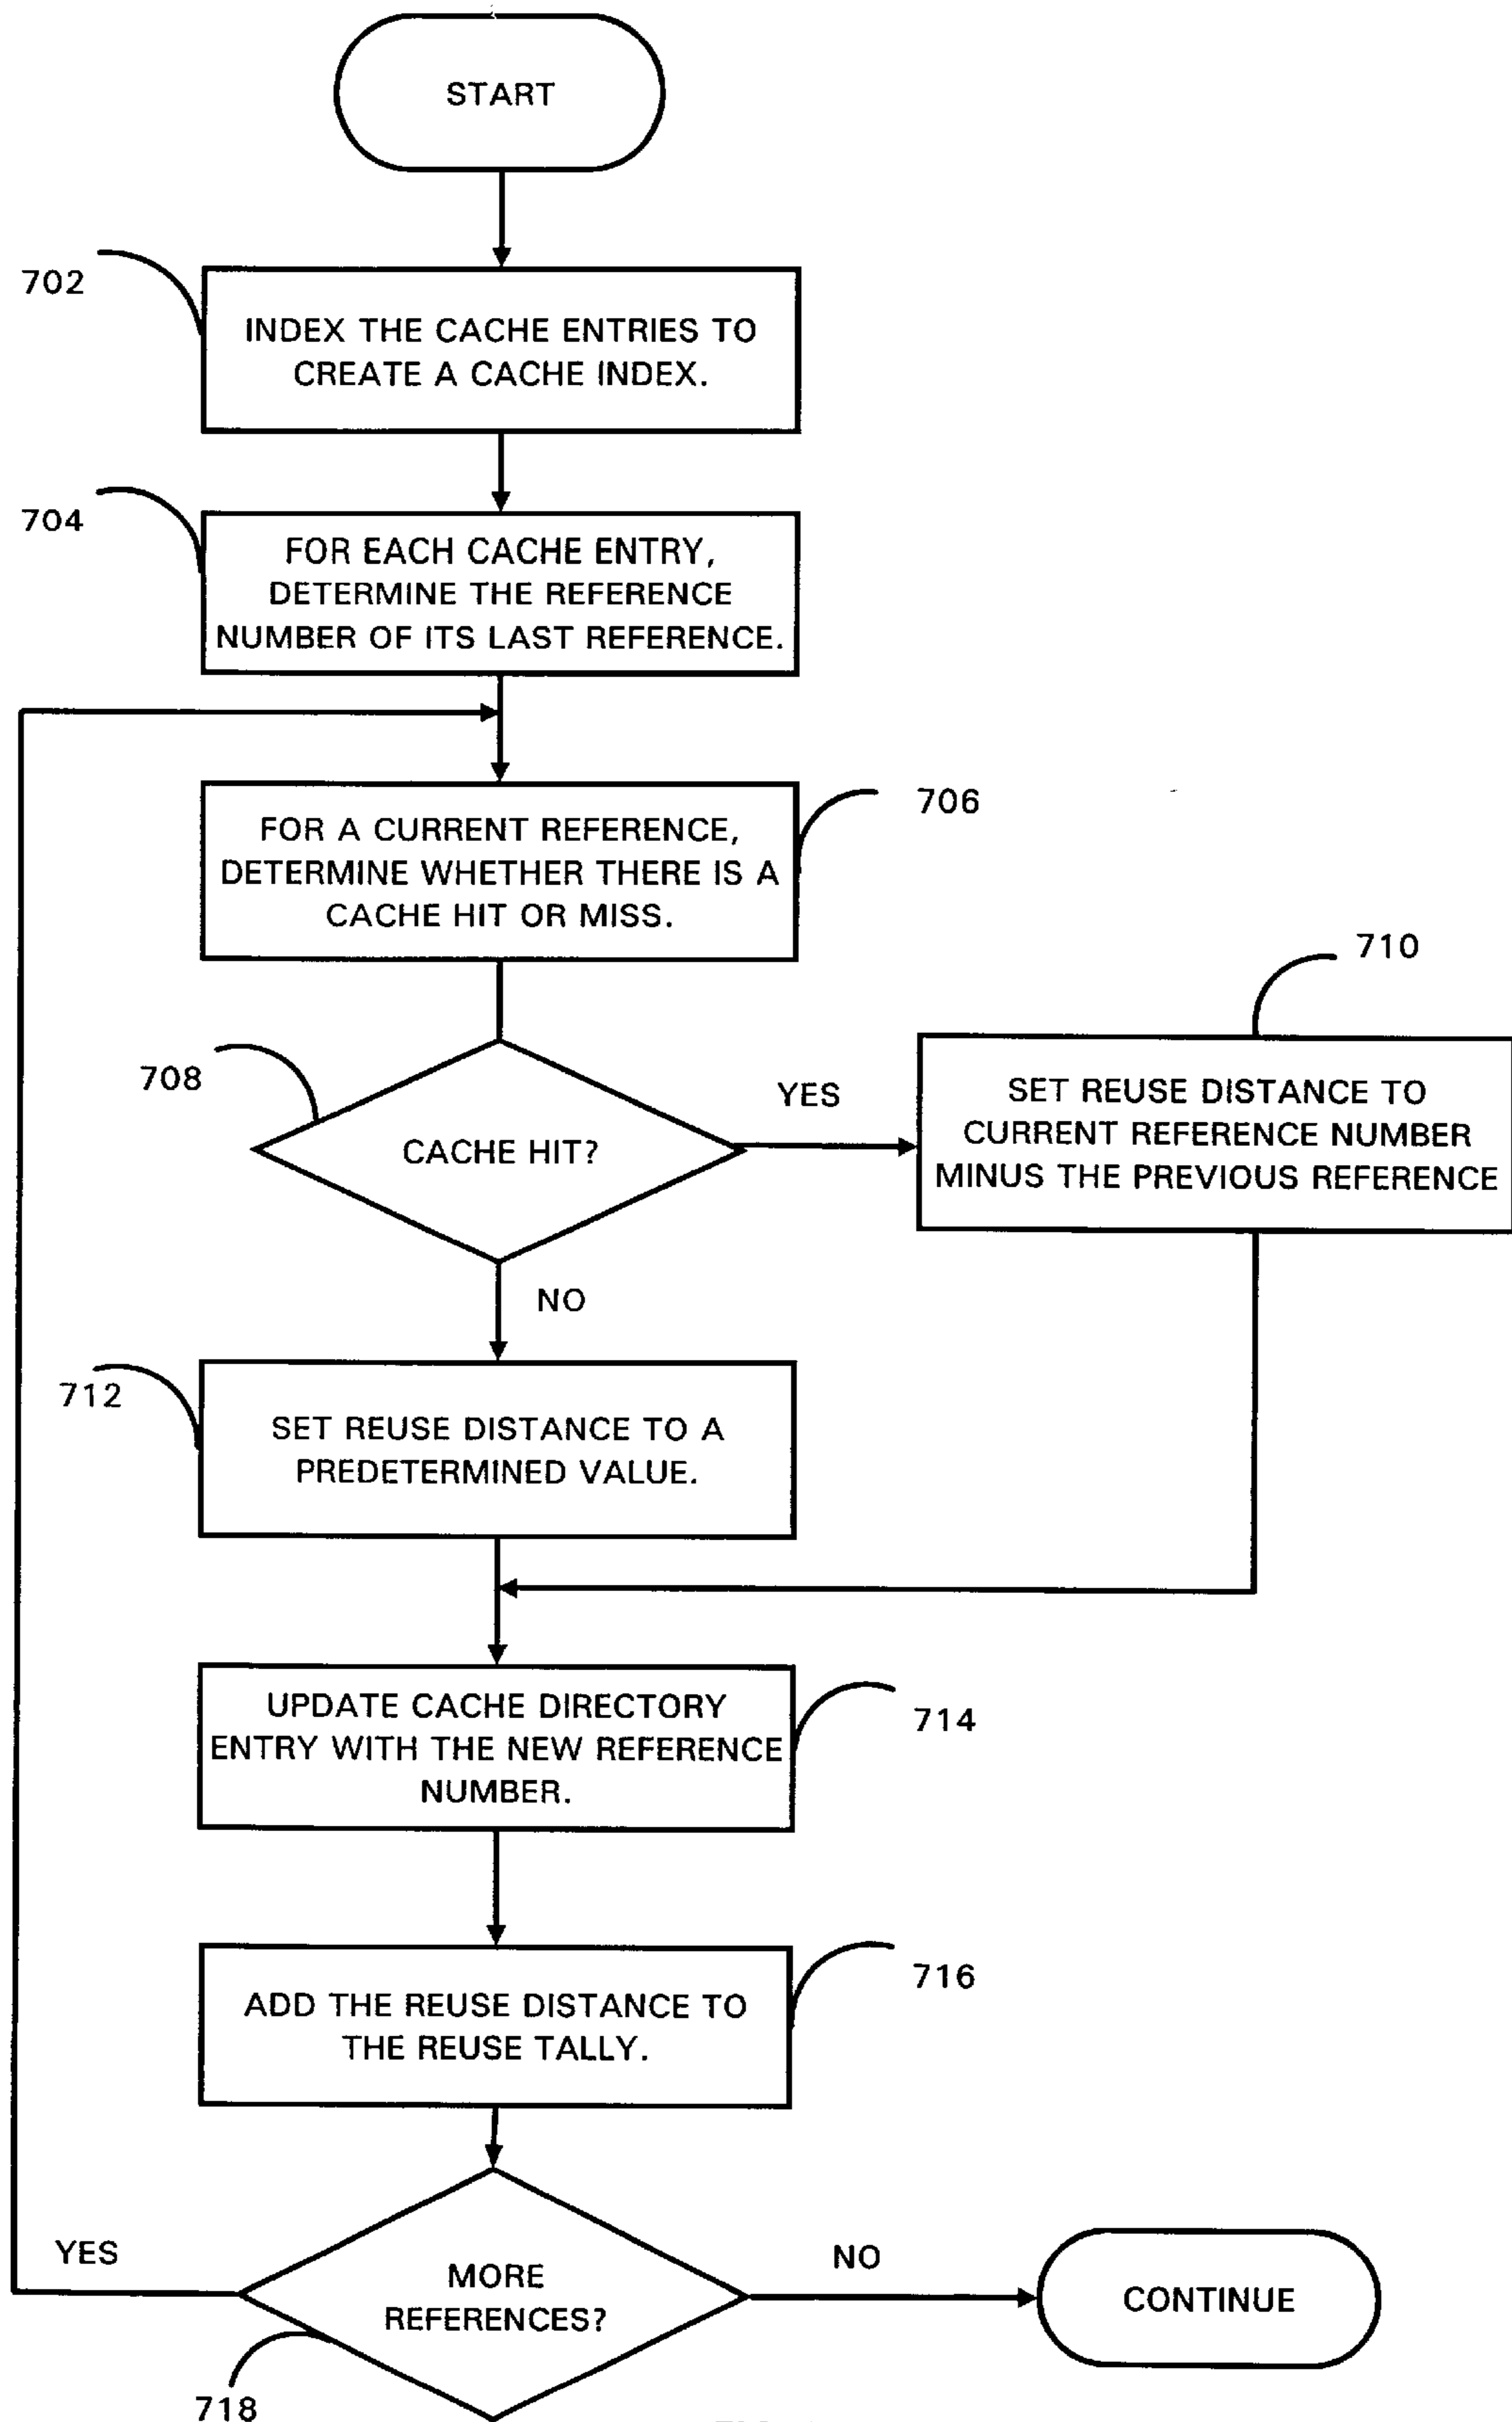 START
702
INDEX THE CACHE ENTRIES TO
CREATE A CACHE INDEX.
704
FOR EACH CACHE ENTRY,
DETERMINE THE REFERENCE
NUMBER OF ITS LAST REFERENCE.
706
FOR A CURRENT REFERENCE,
DETERMINE WHETHER THERE IS A
CACHE HIT OR MISS.
708
CACHE HIT?
YES
710
SET REUSE DISTANCE TO
CURRENT REFERENCE NUMBER
MINUS THE PREVIOUS REFERENCE
NO
712
SET REUSE DISTANCE TO A
PREDETERMINED VALUE.
714
UPDATE CACHE DIRECTORY
ENTRY WITH THE NEW REFERENCE
NUMBER.
716
ADD THE REUSE DISTANCE TO
THE REUSE TALLY.
YES
MORE
REFERENCES?
718
NO
CONTINUE